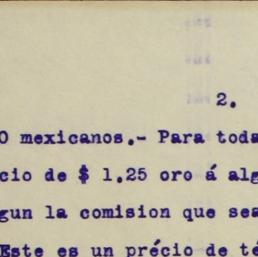 2.
O mexicanos.- Para toda
cio de $ 1.25 oro á alg
gun la comision que sea
Este es un précio de té